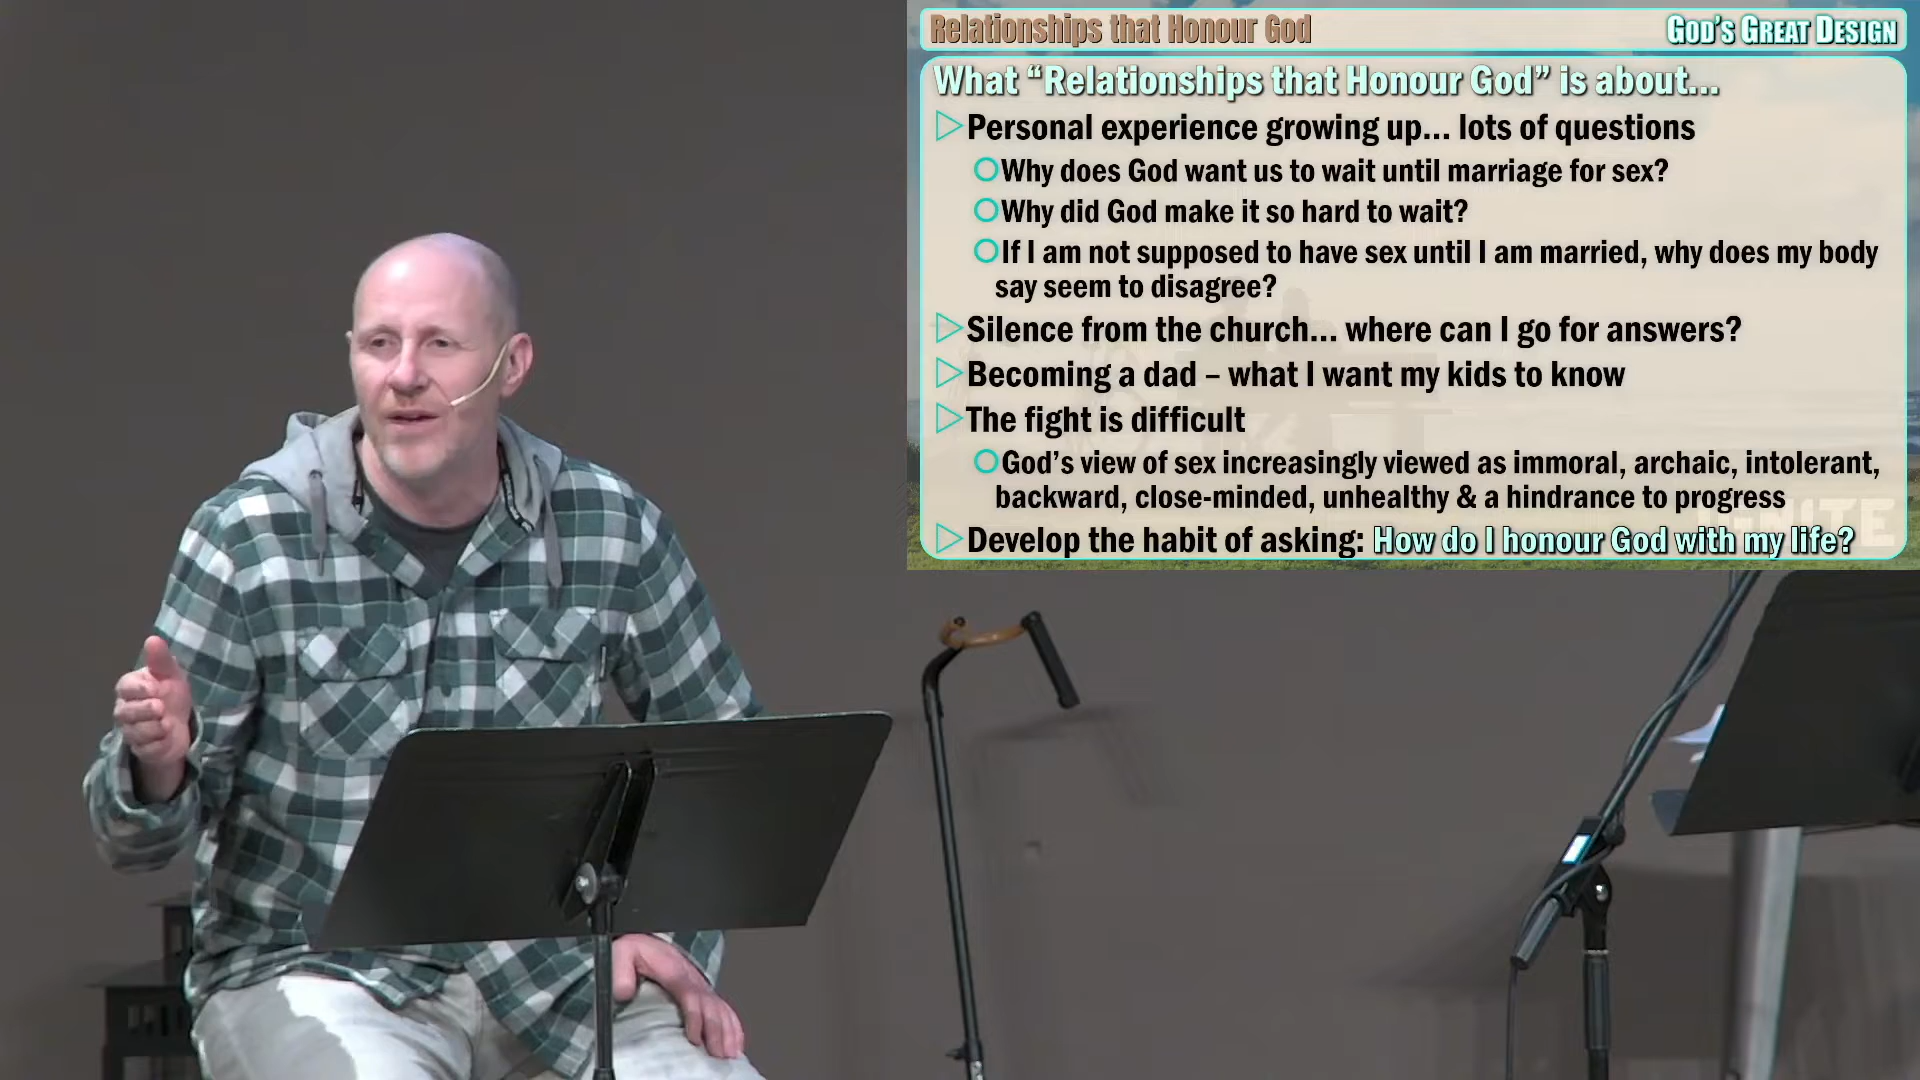 Relationships that Honour God
GOD'S GREAT DESIGN
What “Relationships that Honour God” is about...
Personal experience growing up... lots of questions
Why does God want us to wait until marriage for sex?
Why did God make it so hard to wait?
If I am not supposed to have sex until I am married, why does my body
say seem to disagree?
Silence from the church... where can I go for answers?
Becoming a dad – what I want my kids to know
The fight is difficult
God’s view of sex increasingly viewed as immoral, archaic, intolerant,
backward, close-minded, unhealthy & a hindrance to progress
IGNITE
Develop the habit of asking: How do I honour God with my life?